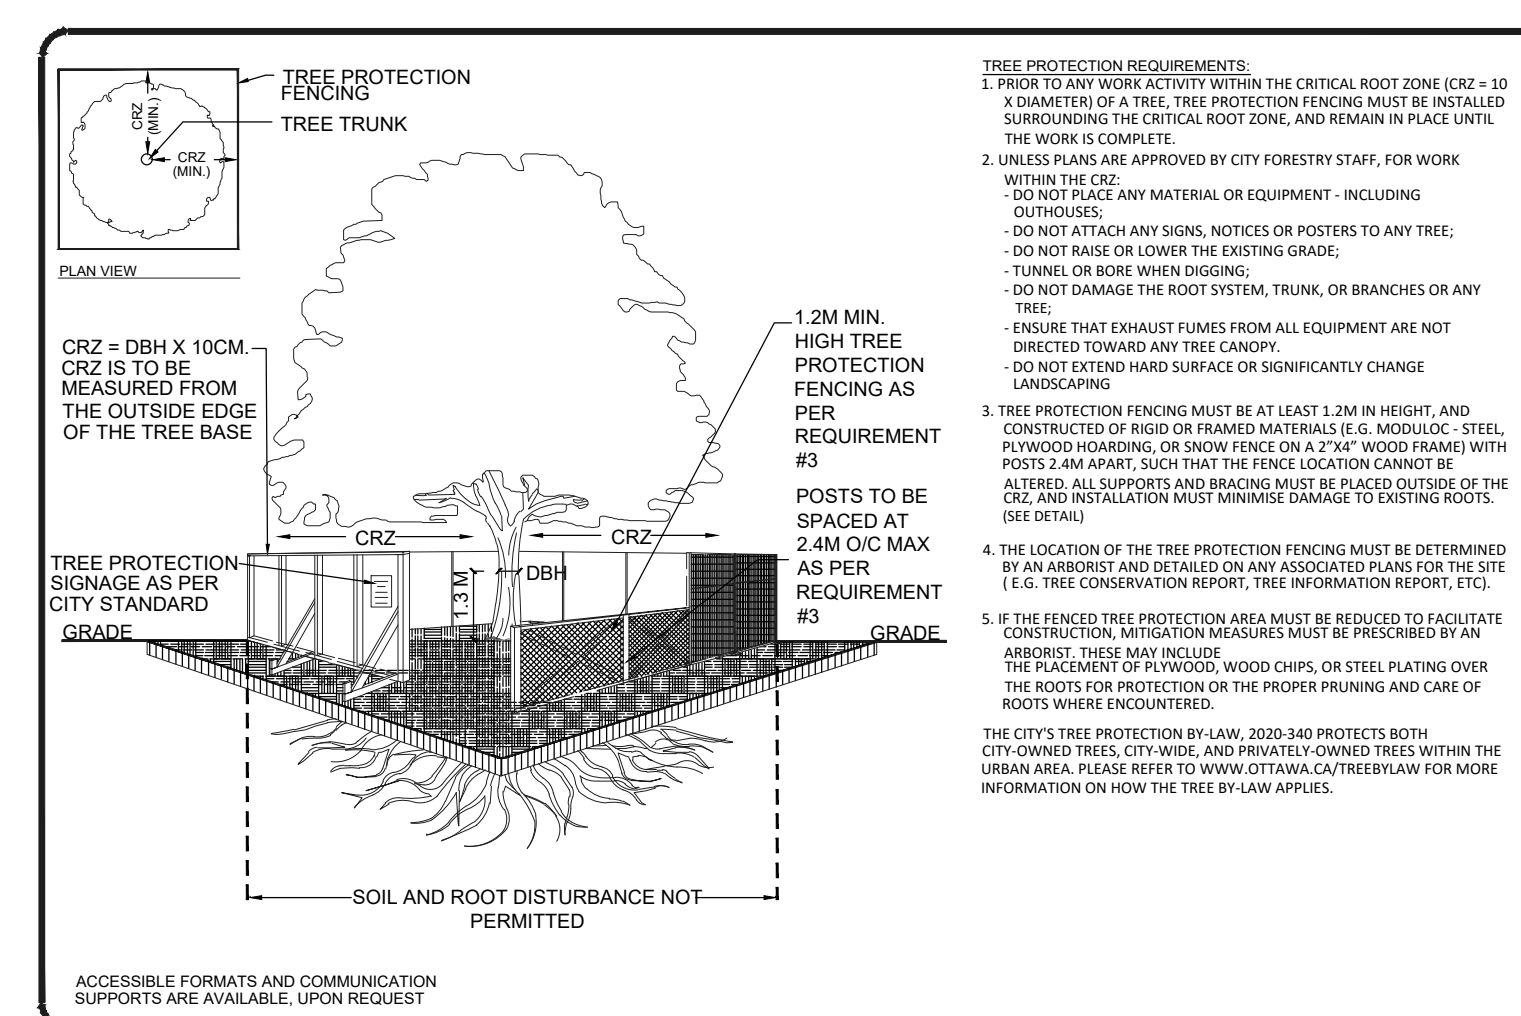 TREE PROTECTION
FENCING
TREE TRUNK
CRZ
(MIN.)
CRZ
(MIN.)
PLAN VIEW
CRZ = DBH X 10CM.
CRZ IS TO BE
MEASURED FROM
THE OUTSIDE EDGE
OF THE TREE BASE
TREE PROTECTION
SIGNAGE AS PER
CITY STANDARD
GRADE
CRZ
CRZ
DBH
1.3 M
1.2M MIN.
HIGH TREE
PROTECTION
FENCING AS
PER
REQUIREMENT
#3
POSTS TO BE
SPACED AT
2.4M O/C MAX
AS PER
REQUIREMENT
#3
GRADE
SOIL AND ROOT DISTURBANCE NOT
PERMITTED
ACCESSIBLE FORMATS AND COMMUNICATION
SUPPORTS ARE AVAILABLE, UPON REQUEST
TREE PROTECTION REQUIREMENTS:
1. PRIOR TO ANY WORK ACTIVITY WITHIN THE CRITICAL ROOT ZONE (CRZ = 10
X DIAMETER) OF A TREE, TREE PROTECTION FENCING MUST BE INSTALLED
SURROUNDING THE CRITICAL ROOT ZONE, AND REMAIN IN PLACE UNTIL
THE WORK IS COMPLETE.
2. UNLESS PLANS ARE APPROVED BY CITY FORESTRY STAFF, FOR WORK
WITHIN THE CRZ:
- DO NOT PLACE ANY MATERIAL OR EQUIPMENT - INCLUDING
OUTHOUSES;
- DO NOT ATTACH ANY SIGNS, NOTICES OR POSTERS TO ANY TREE;
- DO NOT RAISE OR LOWER THE EXISTING GRADE;
- TUNNEL OR BORE WHEN DIGGING;
- DO NOT DAMAGE THE ROOT SYSTEM, TRUNK, OR BRANCHES OR ANY
TREE;
- ENSURE THAT EXHAUST FUMES FROM ALL EQUIPMENT ARE NOT
DIRECTED TOWARD ANY TREE CANOPY.
- DO NOT EXTEND HARD SURFACE OR SIGNIFICANTLY CHANGE
LANDSCAPING
3. TREE PROTECTION FENCING MUST BE AT LEAST 1.2M IN HEIGHT, AND
CONSTRUCTED OF RIGID OR FRAMED MATERIALS (E.G. MODULOC - STEEL,
PLYWOOD HOARDING, OR SNOW FENCE ON A 2”X4” WOOD FRAME) WITH
POSTS 2.4M APART, SUCH THAT THE FENCE LOCATION CANNOT BE
ALTERED. ALL SUPPORTS AND BRACING MUST BE PLACED OUTSIDE OF THE
CRZ, AND INSTALLATION MUST MINIMISE DAMAGE TO EXISTING ROOTS.
(SEE DETAIL)
4. THE LOCATION OF THE TREE PROTECTION FENCING MUST BE DETERMINED
BY AN ARBORIST AND DETAILED ON ANY ASSOCIATED PLANS FOR THE SITE
( E.G. TREE CONSERVATION REPORT, TREE INFORMATION REPORT, ETC).
5. IF THE FENCED TREE PROTECTION AREA MUST BE REDUCED TO FACILITATE
CONSTRUCTION, MITIGATION MEASURES MUST BE PRESCRIBED BY AN
ARBORIST. THESE MAY INCLUDE
THE PLACEMENT OF PLYWOOD, WOOD CHIPS, OR STEEL PLATING OVER
THE ROOTS FOR PROTECTION OR THE PROPER PRUNING AND CARE OF
ROOTS WHERE ENCOUNTERED.
THE CITY'S TREE PROTECTION BY-LAW, 2020-340 PROTECTS BOTH
CITY-OWNED TREES, CITY-WIDE, AND PRIVATELY-OWNED TREES WITHIN THE
URBAN AREA. PLEASE REFER TO WWW.OTTAWA.CA/TREEBYLAW FOR MORE
INFORMATION ON HOW THE TREE BY-LAW APPLIES.